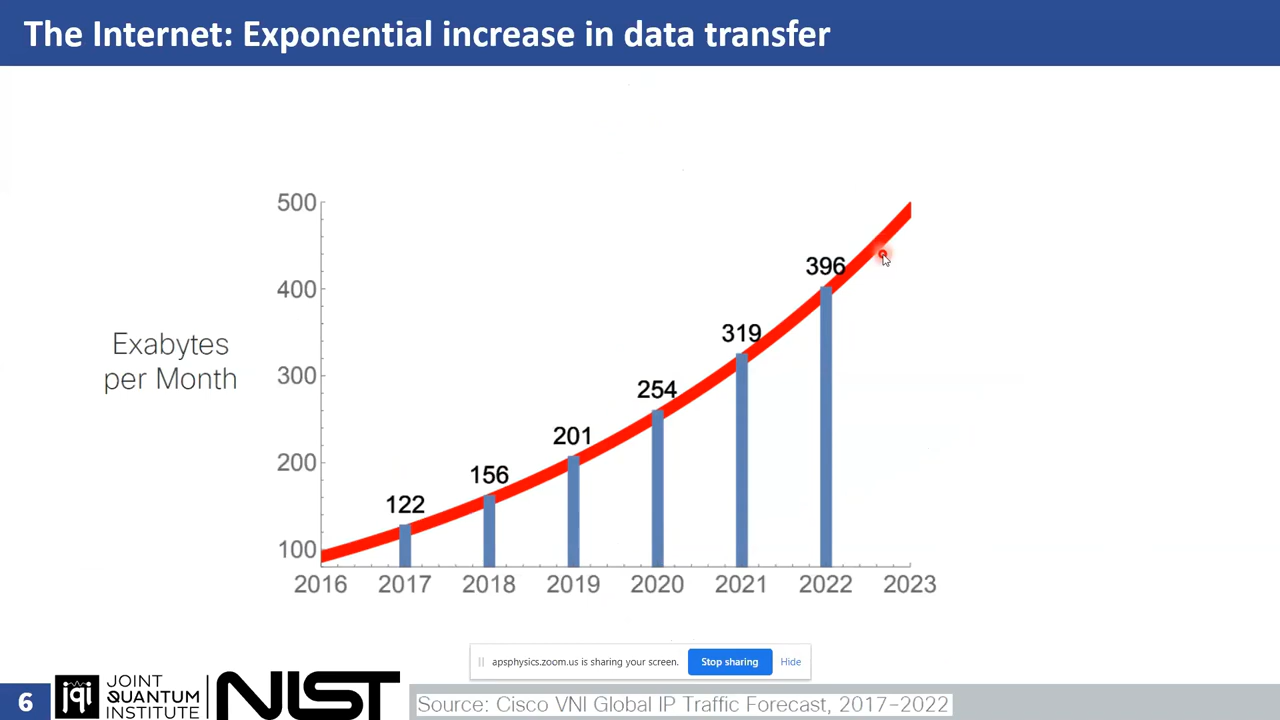 The Internet: Exponential increase in data transfer
Exabytes
per Month
500
400
300
200
100
122
156
201
254
319
396
2016 2017 2018 2019 2020 2021 2022 2023
apsphysics.zoom.us is sharing your screen. Stop sharing Hide
6
jqi
JOINT
QUANTUM
INSTITUTE
NIST
Source: Cisco VNI Global IP Traffic Forecast, 2017-2022